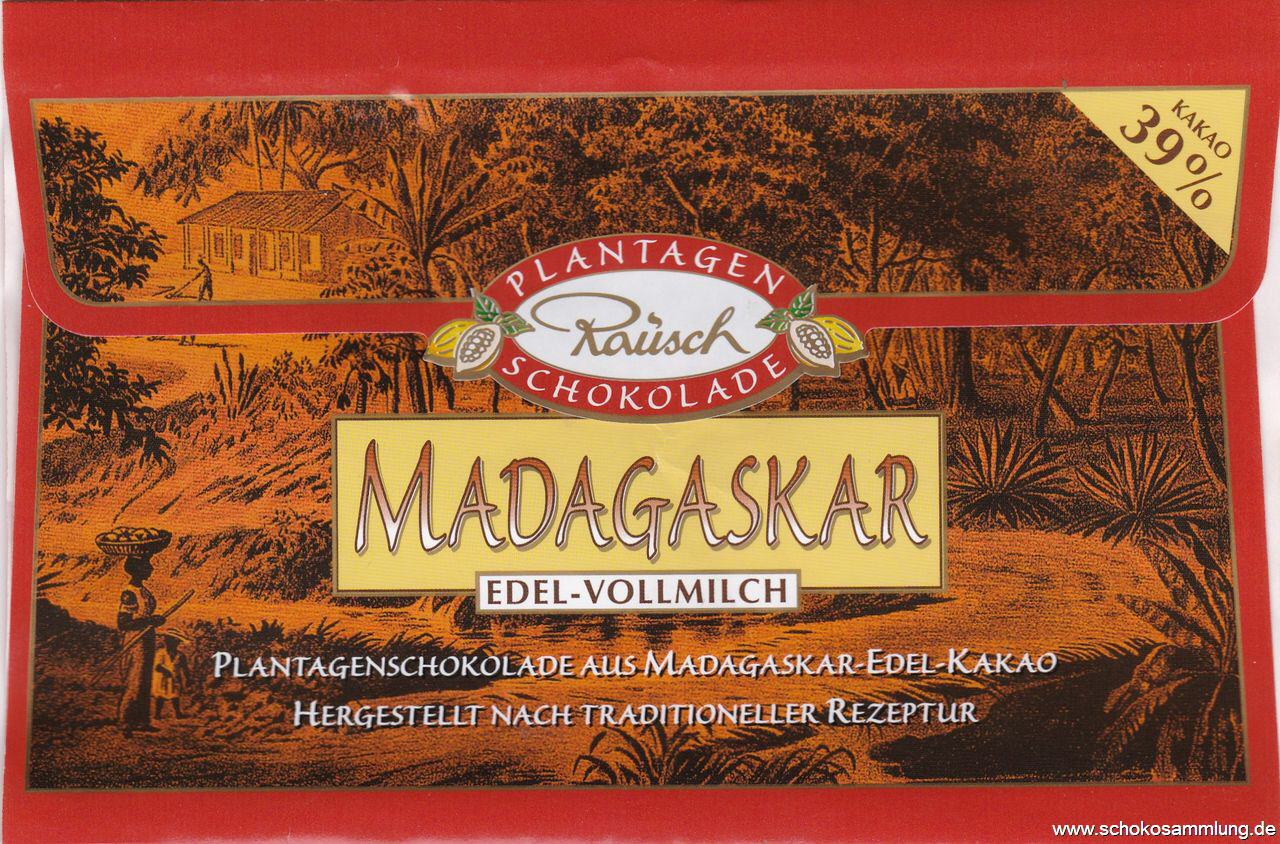 KAKAO
39%
PLANTAGEN
Rausch
SCHOKOLADE
MADAGASKAR
EDEL-VOLLMILCH
PLANTAGENSCHOKOLADE AUS MADAGASKAR-EDEL-KAKAO
HERGESTELLT NACH TRADITIONELLER REZEPTUR
www.schokosammlung.de